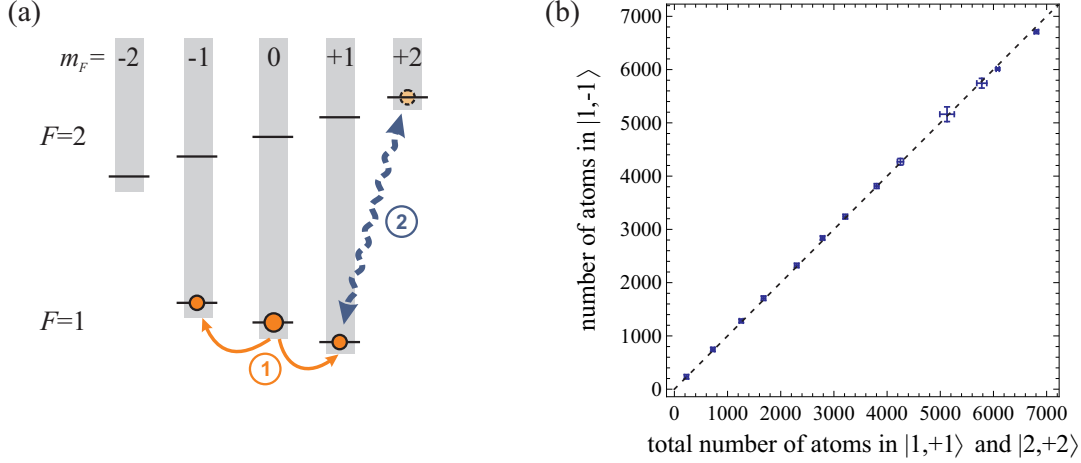 (a)
m_F= -2 -1 0 +1 +2
F=2
2
F=1
1
(b)
number of atoms in |1,-1⟩
7000
6000
5000
4000
3000
2000
1000
0
0 1000 2000 3000 4000 5000 6000 7000
total number of atoms in |1,+1⟩ and |2,+2⟩